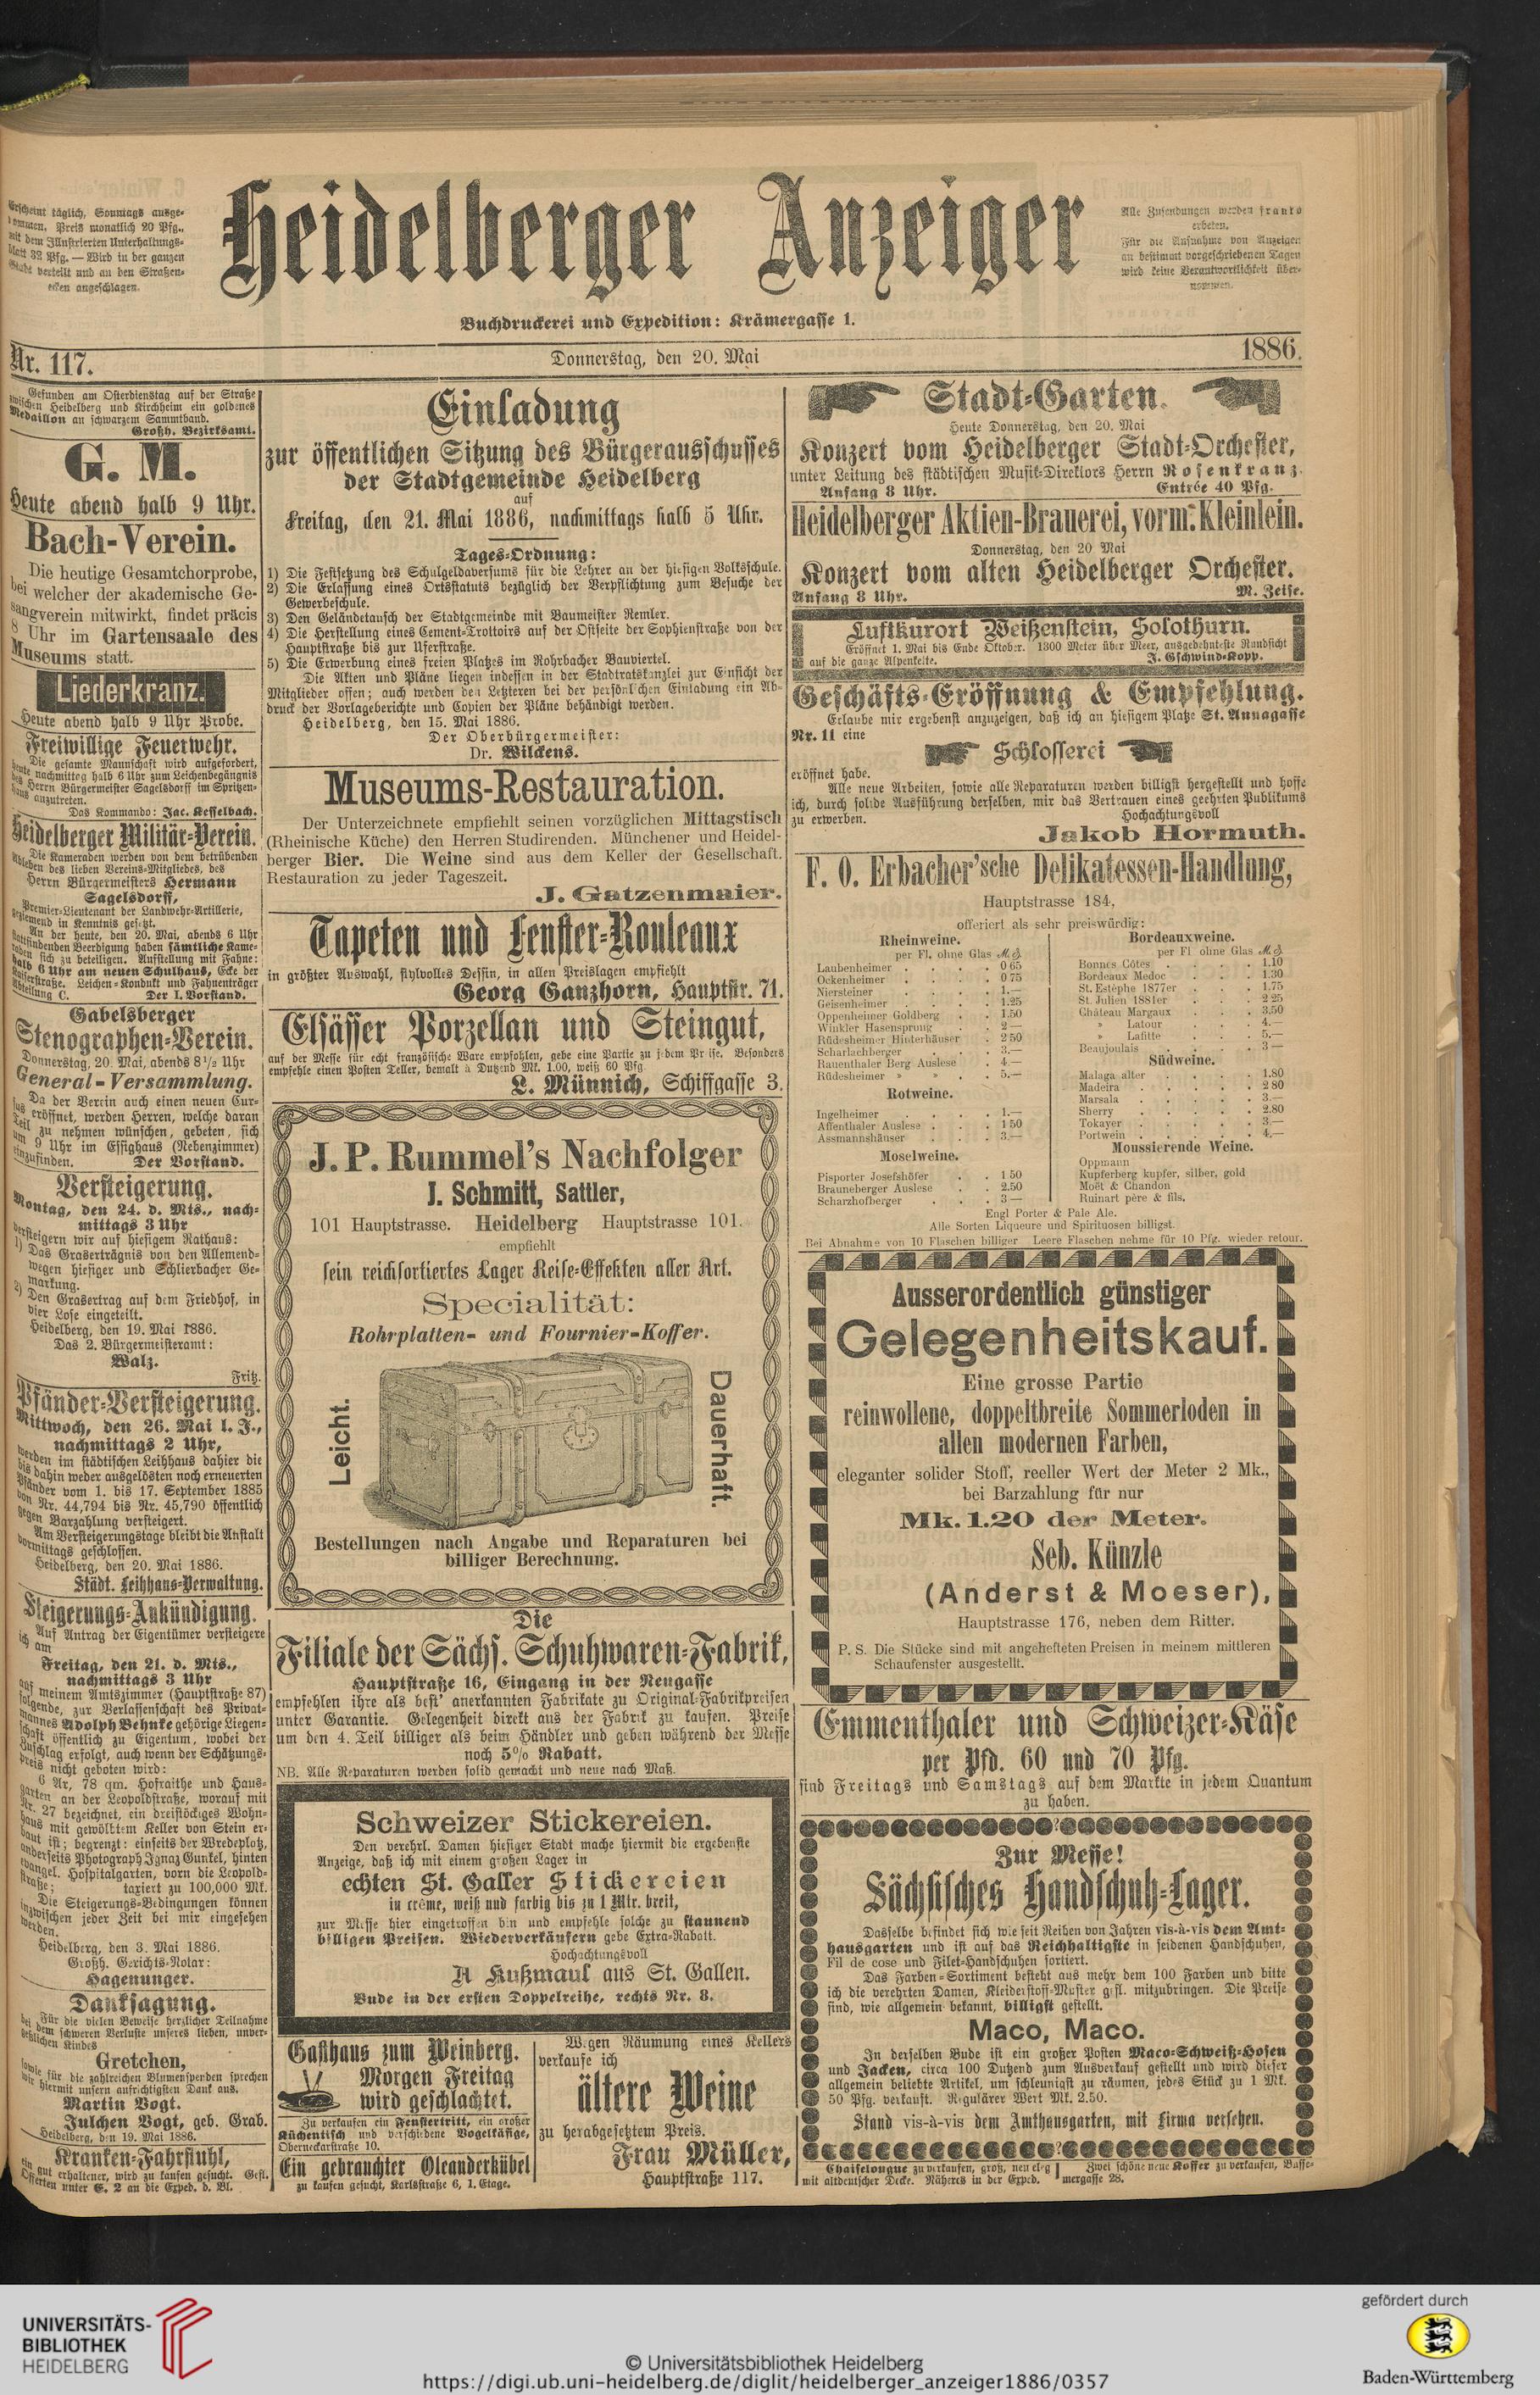 Erscheint täglich, Sonntags ausge-
nommen. Preis monatlich 20 Pfg.,
mit dem Illustrierten Unterhaltungs-
blatt 32 Pfg. — Wird in der ganzen
Stadt verteilt und an den Straßen-
ecken angeschlagen.
Heidelberger Anzeiger
Alle Zusendungen werden franko
erbeten.
Für die Aufnahme von Anzeigen
an bestimmt vorgeschriebenen Tagen
wird keine Verantwortlichkeit über-
nommen.
Buchdruckerei und Expedition: Krämergasse 1.
Nr. 117.
Donnerstag, den 20. Mai
1886.
Gefunden am Osterdienstag auf der Straße
zwischen Heidelberg und Kirchheim ein goldenes
Medaillon an schwarzem Sammtband.
Großh. Bezirksamt.
G. M.
Heute abend halb 9 Uhr.
Bach-Verein.
Die heutige Gesamtchorprobe,
bei welcher der akademische Ge-
sangverein mitwirkt, findet präcis
8 Uhr im Gartensaale des
Museums statt.
Liederkranz.
Heute abend halb 9 Uhr Probe.
Freiwillige Feuerwehr.
Die gesamte Mannschaft wird aufgefordert,
heute nachmittag halb 6 Uhr zum Leichenbegängnis
des Herrn Bürgermeister Sagelsdorff im Spritzen-
haus anzutreten.
Das Kommando: Jac. Kesselbach.
Heidelberger Militär-Verein.
Die Kameraden werden von dem betrübenden
Ableben des lieben Vereins-Mitgliedes, des
Herrn Bürgermeisters Hermann
Sagelsdorff,
Premier-Lieutenant der Landwehr-Artillerie,
geziemend in Kenntnis gesetzt.
An der heute, den 20. Mai, abends 6 Uhr
stattfindenden Beerdigung haben sämtliche Kame-
raden sich zu beteiligen. Aufstellung mit Fahne:
halb 6 Uhr am neuen Schulhaus, Ecke der
Kaiserstraße. Leichen-Kondukt und Fahnenträger
Abteilung C. Der I. Vorstand.
Gabelsberger
Stenographen-Verein.
Donnerstag, 20. Mai, abends 8½ Uhr
General-Versammlung.
Da der Verein auch einen neuen Cur-
sus eröffnet, werden Herren, welche daran
Teil zu nehmen wünschen, gebeten, sich
um 9 Uhr im Essighaus (Nebenzimmer)
einzufinden. Der Vorstand.
Versteigerung.
Montag, den 24. d. Mts., nach-
mittags 3 Uhr
versteigern wir auf hiesigem Rathaus:
1) Das Graserträgnis von den Allemend-
wegen hiesiger und Schlierbacher Ge-
markung.
2) Den Grasertrag auf dem Friedhof, in
vier Lose eingeteilt.
Heidelberg, den 19. Mai 1886.
Das 2. Bürgermeisteramt:
Walz.
Fritz.
Pfänder-Versteigerung.
Mittwoch, den 26. Mai l. J.,
nachmittags 2 Uhr,
werden im städtischen Leihhaus dahier die
bis dahin weder ausgelösten noch erneuerten
Pfänder vom 1. bis 17. September 1885
von Nr. 44,794 bis Nr. 45,790 öffentlich
gegen Barzahlung versteigert.
Am Versteigerungstage bleibt die Anstalt
vormittags geschlossen.
Heidelberg, den 20. Mai 1886.
Städt. Leihhaus-Verwaltung.
Steigerungs-Ankündigung.
Auf Antrag der Eigentümer versteigere
ich am
Freitag, den 21. d. Mts.,
nachmittags 3 Uhr
auf meinem Amtszimmer (Hauptstraße 87)
folgende, zur Verlassenschaft des Privat-
mannes Adolph Behnke gehörige Liegen-
schaft öffentlich zu Eigentum, wobei der
Zuschlag erfolgt, auch wenn der Schätzungs-
preis nicht geboten wird:
6 Ar, 78 qm. Hofraithe und Haus-
garten an der Leopoldstraße, worauf mit
Nr. 27 bezeichnet, ein dreistöckiges Wohn-
haus mit gewölbtem Keller von Stein er-
baut ist; begrenzt: einseits der Wredeplatz,
anderseits Photograph Ignaz Gunkel, hinten
evangel. Hospitalgarten, vorn die Leopold-
straße; taxiert zu 100,000 Mk.
Die Steigerungs-Bedingungen können
inzwischen jeder Zeit bei mir eingesehen
werden.
Heidelberg, den 3. Mai 1886.
Großh. Gerichts-Notar:
Hagenunger.
Danksagung.
Für die vielen Beweise herzlicher Teilnahme
bei dem schweren Verluste unseres lieben, unver-
geßlichen Kindes
Gretchen,
sowie für die zahlreichen Blumenspenden sprechen
wir hiermit unsern aufrichtigsten Dank aus.
Martin Vogt.
Julchen Vogt, geb. Grab.
Heidelberg, den 19. Mai 1886.
Kranken-Fahrstuhl,
ein gut erhaltener, wird zu kaufen gesucht. Gefl.
Offerten unter E. 2 an die Exped. d. Bl.
Einladung
zur öffentlichen Sitzung des Bürgerausschusses
der Stadtgemeinde Heidelberg
auf
Freitag, den 21. Mai 1886, nachmittags halb 5 Uhr.
Tages-Ordnung:
1) Die Festsetzung des Schulgeldaversums für die Lehrer an der hiesigen Volksschule.
2) Die Erlassung eines Ortsstatuts bezüglich der Verpflichtung zum Besuche der
Gewerbeschule.
3) Den Geländetausch der Stadtgemeinde mit Baumeister Remler.
4) Die Herstellung eines Cement-Trottoirs auf der Ostseite der Sophienstraße von der
Hauptstraße bis zur Uferstraße.
5) Die Erwerbung eines freien Platzes im Rohrbacher Bauviertel.
Die Akten und Pläne liegen indessen in der Stadtratskanzlei zur Einsicht der
Mitglieder offen; auch werden den Letzteren bei der persönlichen Einladung ein Ab-
druck der Vorlageberichte und Copien der Pläne behändigt werden.
Heidelberg, den 15. Mai 1886.
Der Oberbürgermeister:
Dr. Wilckens.
Museums-Restauration.
Der Unterzeichnete empfiehlt seinen vorzüglichen Mittagstisch
(Rheinische Küche) den Herren Studirenden. Münchener und Heidel-
berger Bier. Die Weine sind aus dem Keller der Gesellschaft.
Restauration zu jeder Tageszeit.
J. Gatzenmaier.
Tapeten und Fenster-Rouleaux
in größter Auswahl, stylvolles Dessin, in allen Preislagen empfiehlt
Georg Ganzhorn, Hauptstr. 71.
Elsässer Porzellan und Steingut,
auf der Messe für echt französische Ware empfohlen, gebe eine Partie zu jedem Preise. Besonders
empfehle einen Posten Teller, bemalt à Dutzend Mk. 1.00, weiß 60 Pfg.
L. Münnich, Schiffgasse 3.
J. P. Rummel's Nachfolger
J. Schmitt, Sattler,
101 Hauptstrasse. Heidelberg Hauptstrasse 101.
empfiehlt
sein reichsortiertes Lager Reise-Effekten aller Art.
Specialität:
Rohrplatten- und Fournier-Koffer.
Leicht.
Dauerhaft.
Bestellungen nach Angabe und Reparaturen bei
billiger Berechnung.
Die
Filiale der Sächs. Schuhwaren-Fabrik,
Hauptstraße 16, Eingang in der Neugasse
empfehlen ihre als best' anerkannten Fabrikate zu Original-Fabrikpreisen
unter Garantie. Gelegenheit direkt aus der Fabrik zu kaufen. Preise
um den 4. Teil billiger als beim Händler und geben während der Messe
noch 5% Rabatt.
NB. Alle Reparaturen werden solid gemacht und neue nach Maß.
Schweizer Stickereien.
Den verehrl. Damen hiesiger Stadt mache hiermit die ergebenste
Anzeige, daß ich mit einem großen Lager in
echten St. Galler Stickereien
in crême, weiß und farbig bis zu 1 Mtr. breit,
zur Messe hier eingetroffen bin und empfehle solche zu staunend
billigen Preisen. Wiederverkäufern gebe Extra-Rabatt.
Hochachtungsvoll
A Kußmaul aus St. Gallen.
Bude in der ersten Doppelreihe, rechts Nr. 8.
Gasthaus zum Weinberg.
Morgen Freitag
wird geschlachtet.
Zu verkaufen ein Fenstertritt, ein großer
Küchentisch und verschiedene Vogelkäfige,
Oberneckarstraße 10.
Ein gebrauchter Oleanderkübel
zu kaufen gesucht, Karlsstraße 6, 1. Etage.
Wegen Räumung eines Kellers
verkaufe ich
ältere Weine
zu herabgesetztem Preis.
Frau Müller,
Hauptstraße 117.
Stadt-Garten.
Heute Donnerstag, den 20. Mai
Konzert vom Heidelberger Stadt-Orchester,
unter Leitung des städtischen Musik-Direktors Herrn Rosenkranz.
Anfang 8 Uhr. Entrée 40 Pfg.
Heidelberger Aktien-Brauerei, vorm. Kleinlein.
Donnerstag, den 20 Mai
Konzert vom alten Heidelberger Orchester.
Anfang 8 Uhr. M. Zeise.
Luftkurort Weißenstein, Solothurn.
Eröffnet 1. Mai bis Ende Oktober. 1300 Meter über Meer, ausgedehnteste Rundsicht
auf die ganze Alpenkette. J. Gschwind-Kopp.
Geschäfts-Eröffnung & Empfehlung.
Erlaube mir ergebenst anzuzeigen, daß ich an hiesigem Platze St. Annagasse
Nr. 11 eine
Schlosserei
eröffnet habe.
Alle neue Arbeiten, sowie alle Reparaturen werden billigst hergestellt und hoffe
ich, durch solide Ausführung derselben, mir das Vertrauen eines geehrten Publikums
zu erwerben. Hochachtungsvoll
Jakob Hormuth.
F. O. Erbacher'sche Delikatessen-Handlung,
Hauptstrasse 184,
offeriert als sehr preiswürdig:
Rheinweine.
per Fl. ohne Glas M. ₰
Laubenheimer . . . . 0 65
Ockenheimer . . . . 0 75
Niersteiner . . . . 1.—
Geisenheimer . . . . 1.25
Oppenheimer Goldberg . . 1.50
Winkler Hasensprung . . 2 —
Rüdesheimer Hinterhäuser . 2 50
Scharlachberger . . . 3.—
Rauenthaler Berg Auslese . 4.—
Rüdesheimer » . 5.—
Rotweine.
Ingelheimer . . . . 1.—
Affenthaler Auslese . . . 1 50
Assmannshäuser . . . 3.—
Moselweine.
Pisporter Josefshöfer . . 1 50
Brauneberger Auslese . . 2.50
Scharzhofberger . . . 3 —
Bordeauxweine.
per Fl ohne Glas M. ₰
Bonnes Côtes . . . . 1.10
Bordeaux Medoc . . . 1.30
St. Estèphe 1877er . . . 1.75
St. Julien 1881er . . . 2 25
Château Margaux . . . 3.50
» Latour . . . 4.—
» Lafitte . . . 5.—
Beaujoulais . . . . 3 —
Südweine.
Malaga alter . . . . 1.80
Madeira . . . . . 2 80
Marsala . . . . . 3 —
Sherry . . . . . 2.80
Tokayer . . . . . 3 —
Portwein . . . . . 4.—
Moussierende Weine.
Oppmann
Kupferberg kupfer, silber, gold
Moët & Chandon
Ruinart père & fils.
Engl Porter & Pale Ale.
Alle Sorten Liqueure und Spirituosen billigst.
Bei Abnahme von 10 Flaschen billiger Leere Flaschen nehme für 10 Pfg. wieder retour.
Ausserordentlich günstiger
Gelegenheitskauf.
Eine grosse Partie
reinwollene, doppeltbreite Sommerloden in
allen modernen Farben,
eleganter solider Stoff, reeller Wert der Meter 2 Mk.,
bei Barzahlung für nur
Mk. 1.20 der Meter.
Seb. Künzle
(Anderst & Moeser),
Hauptstrasse 176, neben dem Ritter.
P. S. Die Stücke sind mit angehefteten Preisen in meinem mittleren
Schaufenster ausgestellt.
Emmenthaler und Schweizer-Käse
per Pfd. 60 und 70 Pfg.
sind Freitags und Samstags auf dem Markte in jedem Quantum
zu haben.
Zur Messe!
Sächsisches Handschuh-Lager.
Dasselbe befindet sich wie seit Reihen von Jahren vis-à-vis dem Amt-
hausgarten und ist auf das Reichhaltigste in seidenen Handschuhen,
Fil de cose und Filet-Handschuhen sortiert.
Das Farben-Sortiment besteht aus mehr dem 100 Farben und bitte
ich die verehrten Damen, Kleiderstoff-Muster gefl. mitzubringen. Die Preise
sind, wie allgemein bekannt, billigst gestellt.
Maco, Maco.
In derselben Bude ist ein großer Posten Maco-Schweiß-Hosen
und Jacken, circa 100 Dutzend zum Ausverkauf gestellt und wird dieser
allgemein beliebte Artikel, um schleunigst zu räumen, jedes Stück zu 1 Mk.
50 Pfg. verkauft. Regulärer Wert Mk. 2.50.
Stand vis-à-vis dem Amthausgarten, mit Firma versehen.
Chaiselongue zu verkaufen, groß, neu eleg
mit altdeutscher Decke. Näheres in der Exped.
Zwei schöne neue Koffer zu verkaufen, Busse-
mergasse 28.
UNIVERSITÄTS-
BIBLIOTHEK
HEIDELBERG
© Universitätsbibliothek Heidelberg
https://digi.ub.uni-heidelberg.de/diglit/heidelberger_anzeiger1886/0357
gefördert durch
Baden-Württemberg